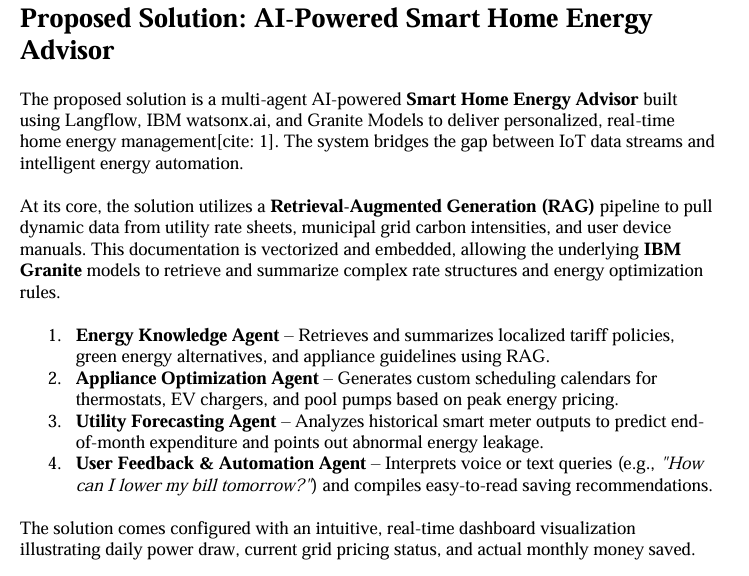 Proposed Solution: AI-Powered Smart Home Energy
Advisor
The proposed solution is a multi-agent AI-powered Smart Home Energy Advisor built
using Langflow, IBM watsonx.ai, and Granite Models to deliver personalized, real-time
home energy management[cite: 1]. The system bridges the gap between IoT data streams and
intelligent energy automation.
At its core, the solution utilizes a Retrieval-Augmented Generation (RAG) pipeline to pull
dynamic data from utility rate sheets, municipal grid carbon intensities, and user device
manuals. This documentation is vectorized and embedded, allowing the underlying IBM
Granite models to retrieve and summarize complex rate structures and energy optimization
rules.
1. Energy Knowledge Agent – Retrieves and summarizes localized tariff policies,
green energy alternatives, and appliance guidelines using RAG.
2. Appliance Optimization Agent – Generates custom scheduling calendars for
thermostats, EV chargers, and pool pumps based on peak energy pricing.
3. Utility Forecasting Agent – Analyzes historical smart meter outputs to predict end-
of-month expenditure and points out abnormal energy leakage.
4. User Feedback & Automation Agent – Interprets voice or text queries (e.g., "How
can I lower my bill tomorrow?") and compiles easy-to-read saving recommendations.
The solution comes configured with an intuitive, real-time dashboard visualization
illustrating daily power draw, current grid pricing status, and actual monthly money saved.